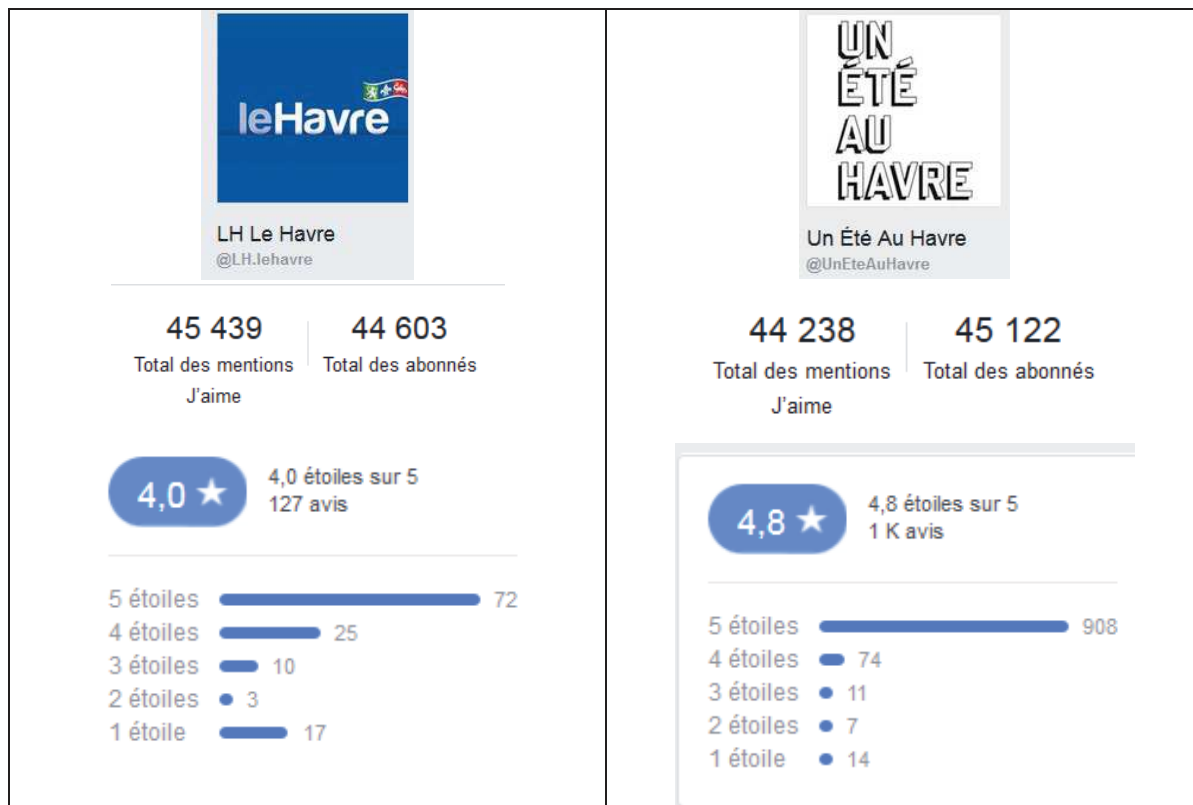 leHavre
LH Le Havre
@LH.lehavre
45 439
Total des mentions
J'aime
44 603
Total des abonnés
4,0 ★
4,0 étoiles sur 5
127 avis
5 étoiles 72
4 étoiles 25
3 étoiles 10
2 étoiles 3
1 étoile 17
UN
ÉTÉ
AU
HAVRE
Un Été Au Havre
@UnEteAuHavre
44 238
Total des mentions
J'aime
45 122
Total des abonnés
4,8 ★
4,8 étoiles sur 5
1 K avis
5 étoiles 908
4 étoiles 74
3 étoiles 11
2 étoiles 7
1 étoile 14